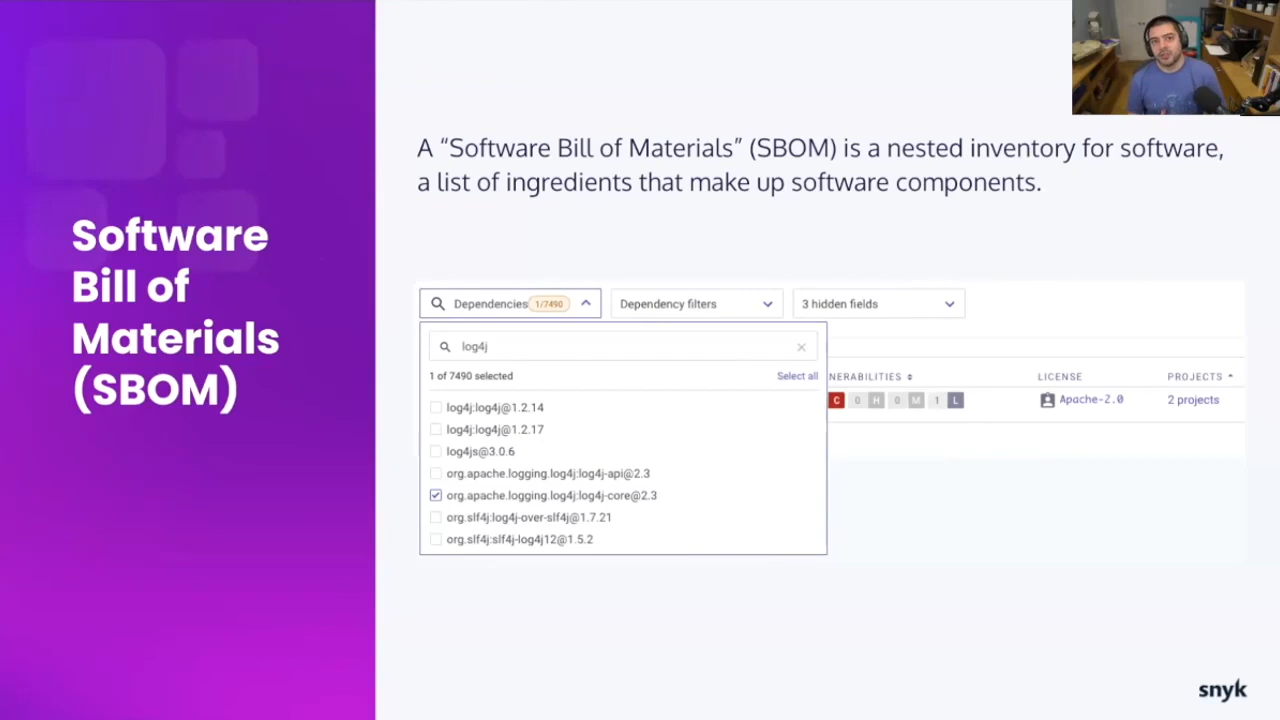 Software
Bill of
Materials
(SBOM)
A “Software Bill of Materials” (SBOM) is a nested inventory for software,
a list of ingredients that make up software components.
Dependencies 1/7490
Dependency filters
3 hidden fields
log4j
1 of 7490 selected
Select all
log4j:log4j@1.2.14
log4j:log4j@1.2.17
log4js@3.0.6
org.apache.logging.log4j:log4j-api@2.3
org.apache.logging.log4j:log4j-core@2.3
org.slf4j:log4j-over-slf4j@1.7.21
org.slf4j:slf4j-log4j12@1.5.2
NERABILITIES
LICENSE
PROJECTS
C 0 H 0 M 1 L
Apache-2.0
2 projects
snyk